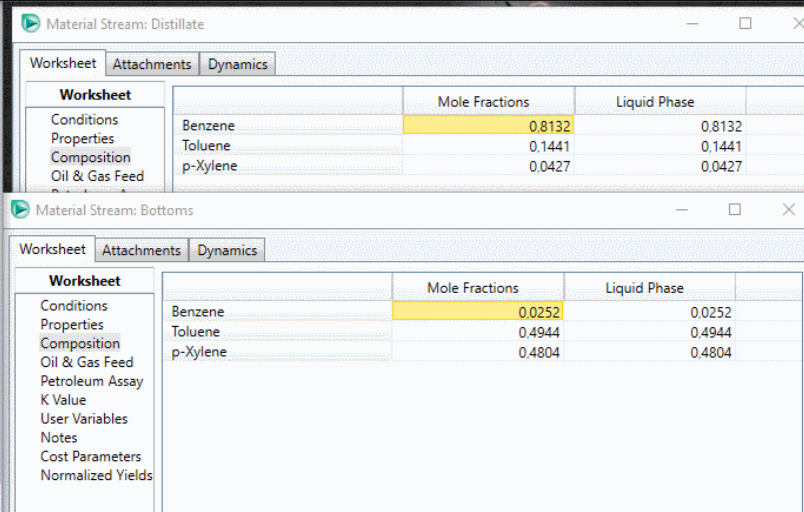 Material Stream: Distillate
Worksheet Attachments Dynamics
Worksheet
Conditions
Properties
Composition
Oil & Gas Feed
Mole Fractions Liquid Phase
Benzene 0,8132 0,8132
Toluene 0,1441 0,1441
p-Xylene 0,0427 0,0427
Material Stream: Bottoms
Worksheet Attachments Dynamics
Worksheet
Conditions
Properties
Composition
Oil & Gas Feed
Petroleum Assay
K Value
User Variables
Notes
Cost Parameters
Normalized Yields
Mole Fractions Liquid Phase
Benzene 0,0252 0,0252
Toluene 0,4944 0,4944
p-Xylene 0,4804 0,4804